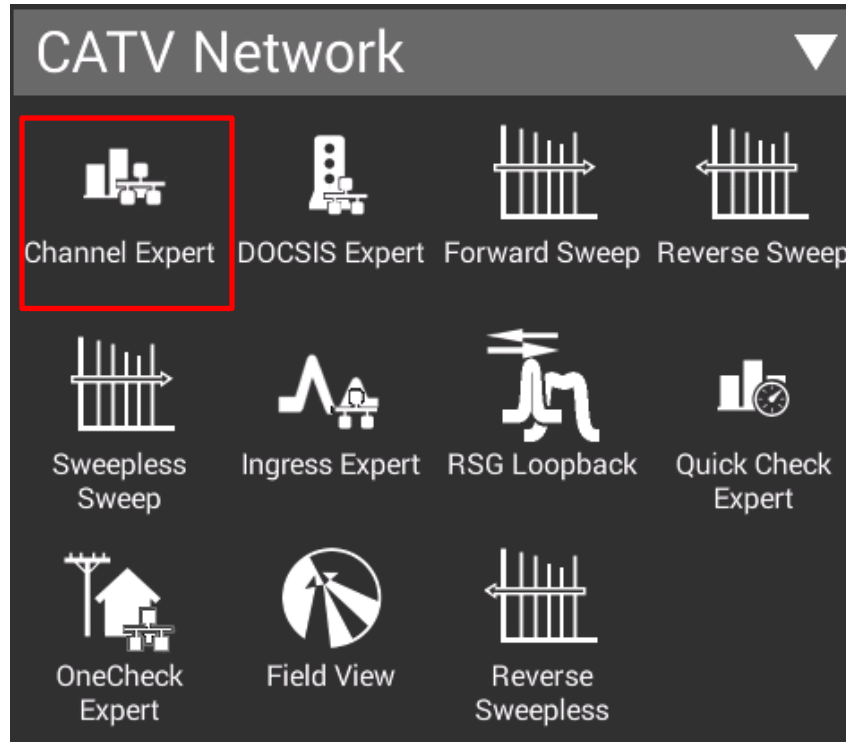 CATV Network
Channel Expert
DOCSIS Expert
Forward Sweep
Reverse Sweep
Sweepless
Sweep
Ingress Expert
RSG Loopback
Quick Check
Expert
OneCheck
Expert
Field View
Reverse
Sweepless